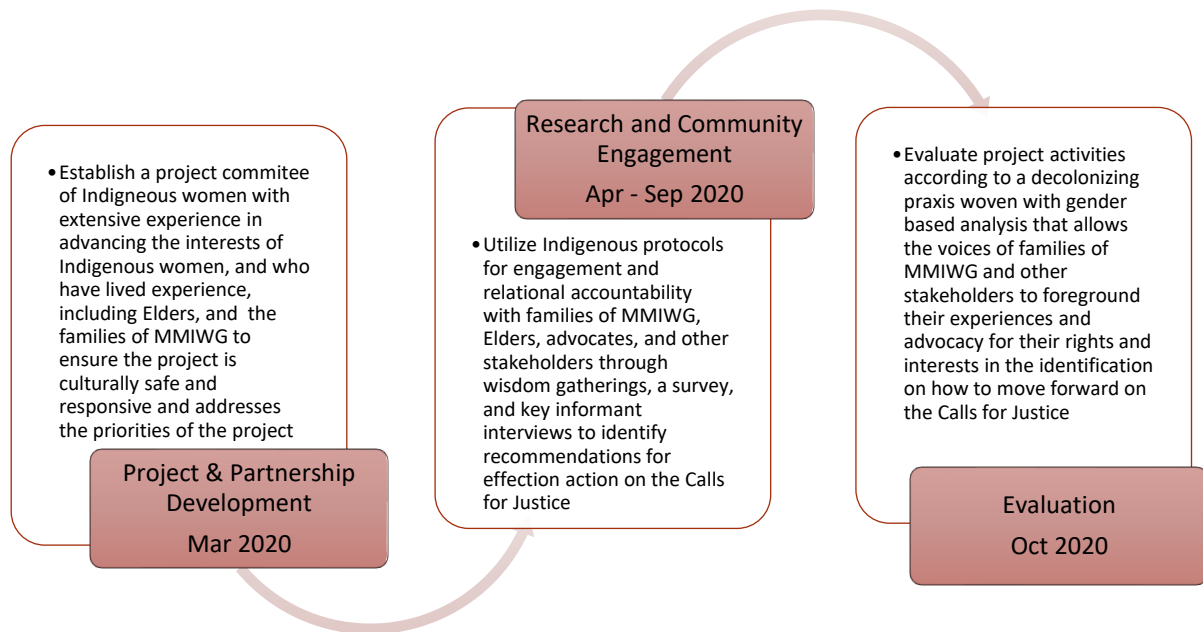 •Establish a project commitee
of Indigneous women with
extensive experience in
advancing the interests of
Indigenous women, and who
have lived experience,
including Elders, and  the
families of MMIWG to
ensure the project is
culturally safe and
responsive and addresses
the priorities of the project
Project & Partnership
Development
Mar 2020
Research and Community
Engagement
Apr - Sep 2020
•Utilize Indigenous protocols
for engagement and
relational accountability
with families of MMIWG,
Elders, advocates, and other
stakeholders through
wisdom gatherings, a survey,
and key informant
interviews to identify
recommendations for
effection action on the Calls
for Justice
•Evaluate project activities
according to a decolonizing
praxis woven with gender
based analysis that allows
the voices of families of
MMIWG and other
stakeholders to foreground
their experiences and
advocacy for their rights and
interests in the identification
on how to move forward on
the Calls for Justice
Evaluation
Oct 2020